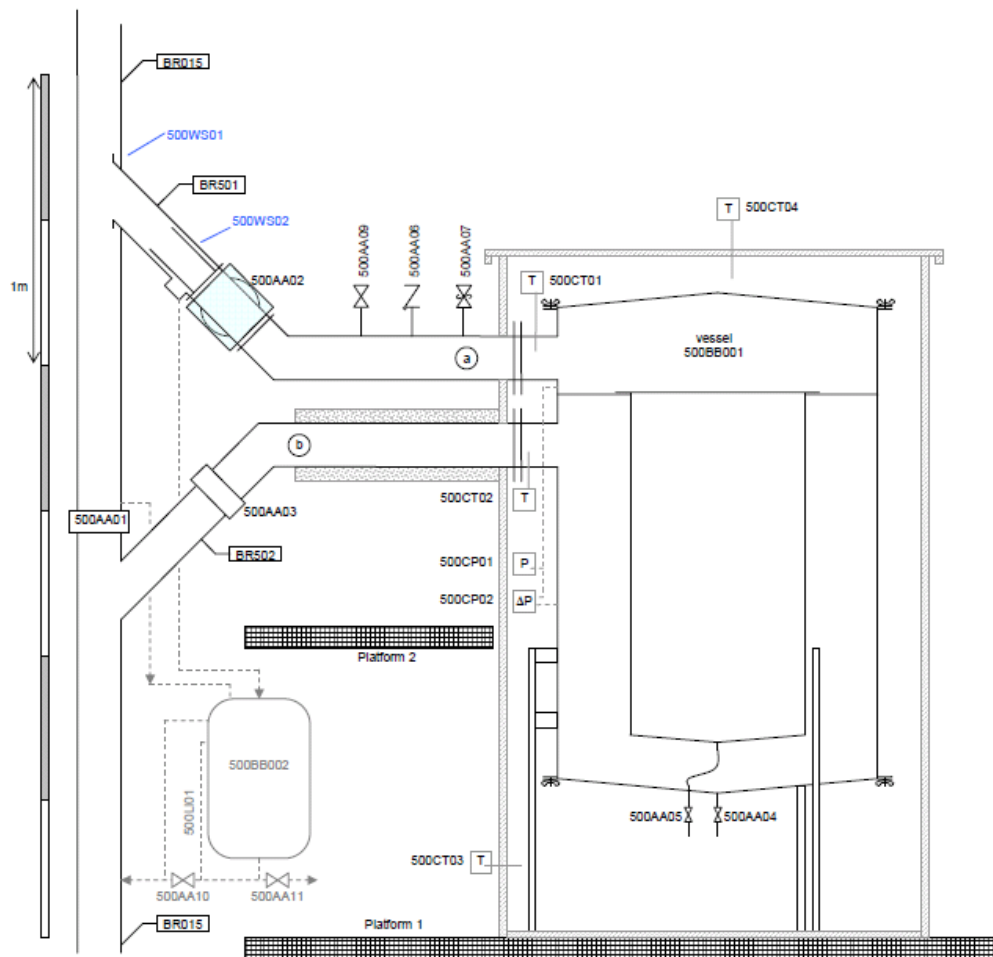 BR015
500WS01
BR501
500WS02
500CT04
500AA09
500AA06
500AA07
T
500AA02
T
500CT01
1m
vessel
500BB001
a
b
500CT02
T
500AA03
500AA01
BR502
500CP01
P
500CP02
ΔP
Platform 2
500BB002
500LI01
500AA05
500AA04
500CT03
T
500AA10
500AA11
BR015
Platform 1